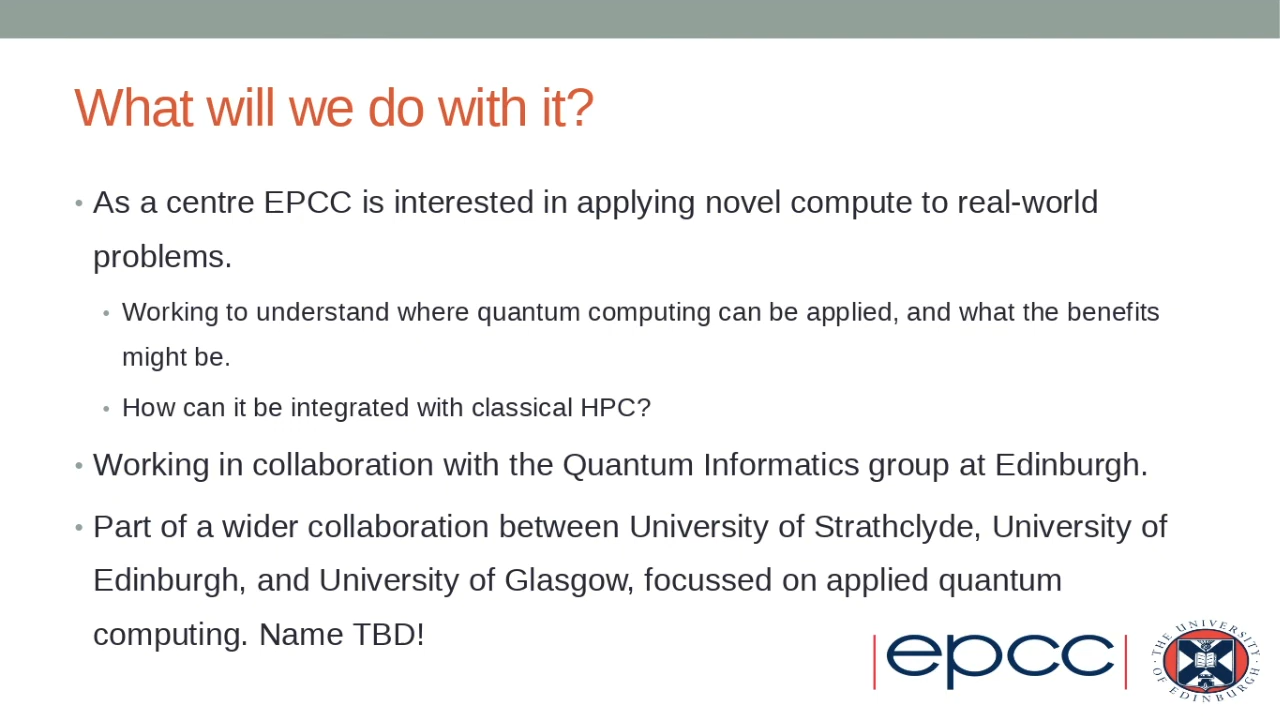 What will we do with it?
• As a centre EPCC is interested in applying novel compute to real-world
problems.
• Working to understand where quantum computing can be applied, and what the benefits
might be.
• How can it be integrated with classical HPC?
• Working in collaboration with the Quantum Informatics group at Edinburgh.
• Part of a wider collaboration between University of Strathclyde, University of
Edinburgh, and University of Glasgow, focussed on applied quantum
computing. Name TBD!
epcc
THE UNIVERSITY OF EDINBURGH